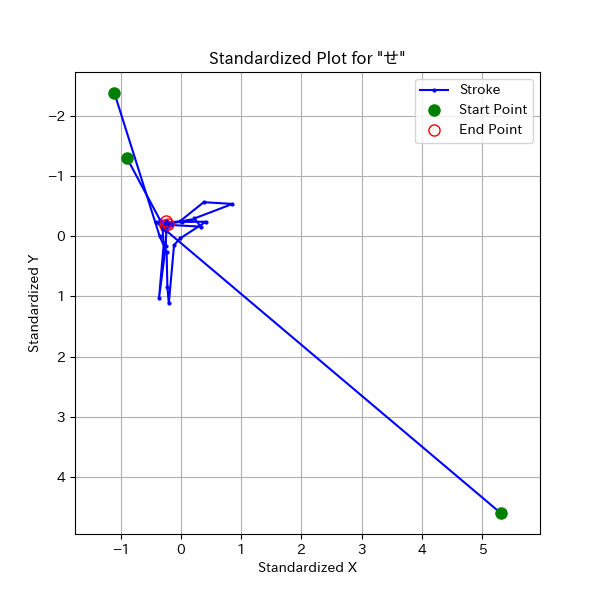 Standardized Plot for "せ"
Stroke
Start Point
End Point
−2
−1
0
1
2
3
4
Standardized Y
−1 0 1 2 3 4 5
Standardized X